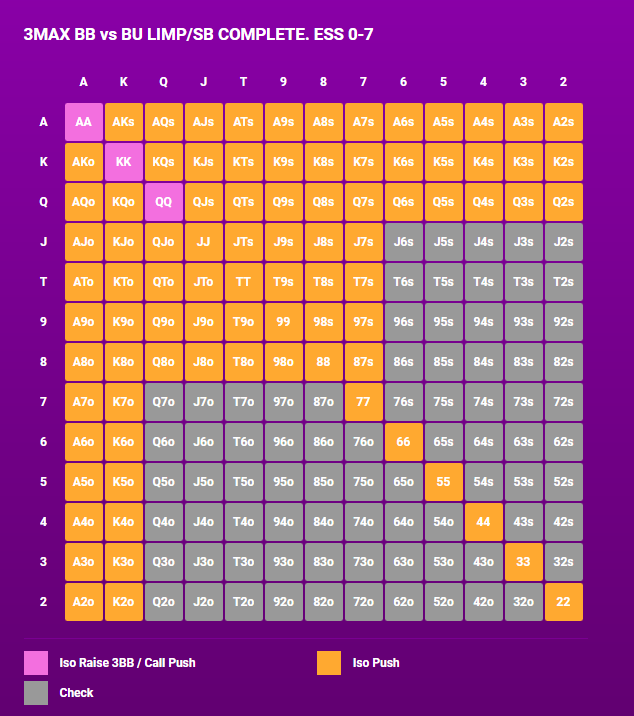 3MAX BB vs BU LIMP/SB COMPLETE. ESS 0-7
A K Q J T 9 8 7 6 5 4 3 2
A AA AKs AQs AJs ATs A9s A8s A7s A6s A5s A4s A3s A2s
K AKo KK KQs KJs KTs K9s K8s K7s K6s K5s K4s K3s K2s
Q AQo KQo QQ QJs QTs Q9s Q8s Q7s Q6s Q5s Q4s Q3s Q2s
J AJo KJo QJo JJ JTs J9s J8s J7s J6s J5s J4s J3s J2s
T ATo KTo QTo JTo TT T9s T8s T7s T6s T5s T4s T3s T2s
9 A9o K9o Q9o J9o T9o 99 98s 97s 96s 95s 94s 93s 92s
8 A8o K8o Q8o J8o T8o 98o 88 87s 86s 85s 84s 83s 82s
7 A7o K7o Q7o J7o T7o 97o 87o 77 76s 75s 74s 73s 72s
6 A6o K6o Q6o J6o T6o 96o 86o 76o 66 65s 64s 63s 62s
5 A5o K5o Q5o J5o T5o 95o 85o 75o 65o 55 54s 53s 52s
4 A4o K4o Q4o J4o T4o 94o 84o 74o 64o 54o 44 43s 42s
3 A3o K3o Q3o J3o T3o 93o 83o 73o 63o 53o 43o 33 32s
2 A2o K2o Q2o J2o T2o 92o 82o 72o 62o 52o 42o 32o 22
Iso Raise 3BB / Call Push Iso Push
Check